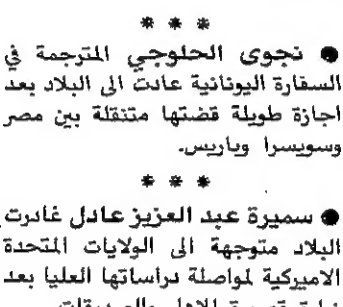 * * *
● نجوى الحلوجي المترجمة في
السفارة اليونانية عادت الى البلاد بعد
اجازة طويلة قضتها متنقلة بين مصر
وسويسرا وباريس.
* * *
● سميرة عبد العزيز عادل غادرت
البلاد متوجهة الى الولايات المتحدة
الاميركية لمواصلة دراساتها العليا بعد